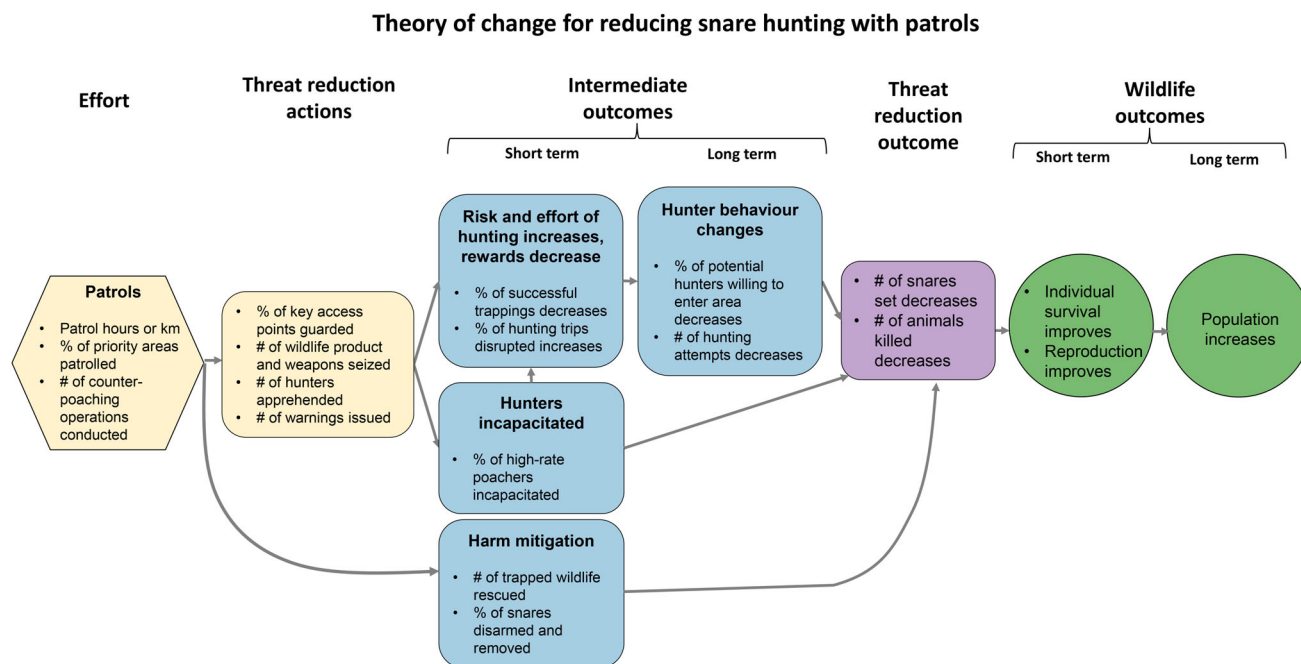 Theory of change for reducing snare hunting with patrols
Effort
Threat reduction
actions
Intermediate
outcomes
Short term
Long term
Threat
reduction
outcome
Wildlife
outcomes
Short term
Long term
Patrols
• Patrol hours or km
• % of priority areas
patrolled
• # of counter-
poaching
operations
conducted
• % of key access
points guarded
• # of wildlife product
and weapons seized
• # of hunters
apprehended
• # of warnings issued
Risk and effort of
hunting increases,
rewards decrease
• % of successful
trappings decreases
• % of hunting trips
disrupted increases
Hunters
incapacitated
• % of high-rate
poachers
incapacitated
Harm mitigation
• # of trapped wildlife
rescued
• % of snares
disarmed and
removed
Hunter behaviour
changes
• % of potential
hunters willing to
enter area
decreases
• # of hunting
attempts decreases
• # of snares
set decreases
• # of animals
killed
decreases
• Individual
survival
improves
• Reproduction
improves
Population
increases